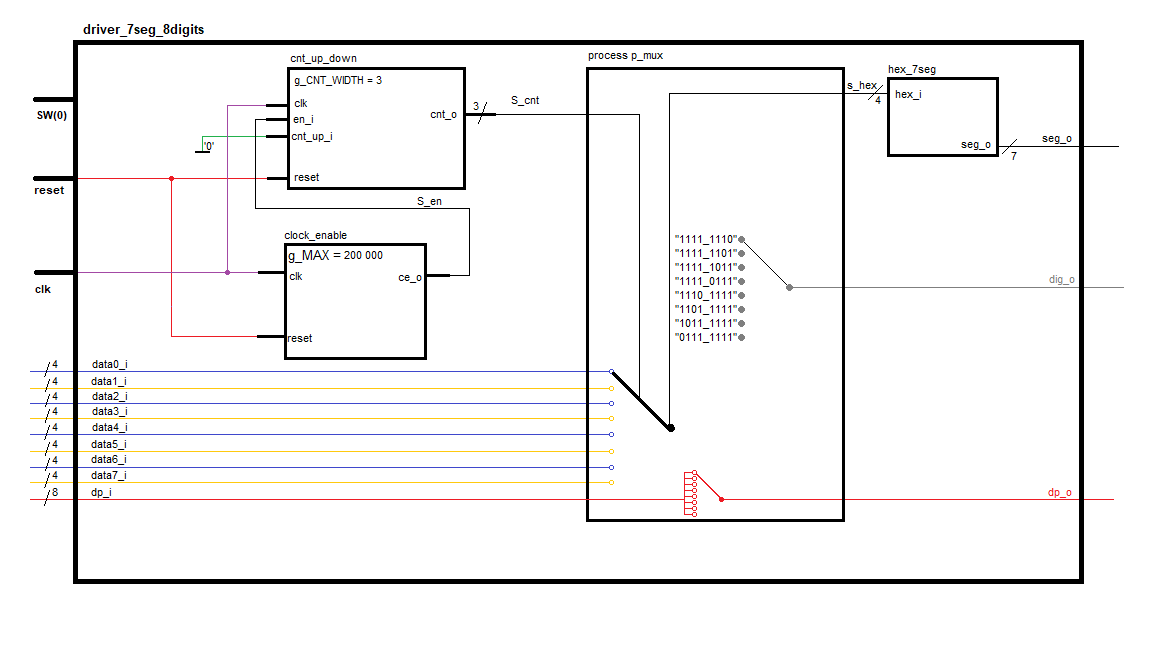 driver_7seg_8digits
SW(0)
reset
clk
cnt_up_down
g_CNT_WIDTH = 3
clk
en_i
cnt_up_i
reset
cnt_o
'0'
3
S_cnt
S_en
clock_enable
g_MAX = 200 000
clk
ce_o
reset
process p_mux
s_hex
4
hex_7seg
hex_i
seg_o
7
seg_o
"1111_1110"
"1111_1101"
"1111_1011"
"1111_0111"
"1110_1111"
"1101_1111"
"1011_1111"
"0111_1111"
dig_o
4 data0_i
4 data1_i
4 data2_i
4 data3_i
4 data4_i
4 data5_i
4 data6_i
4 data7_i
8 dp_i
dp_o